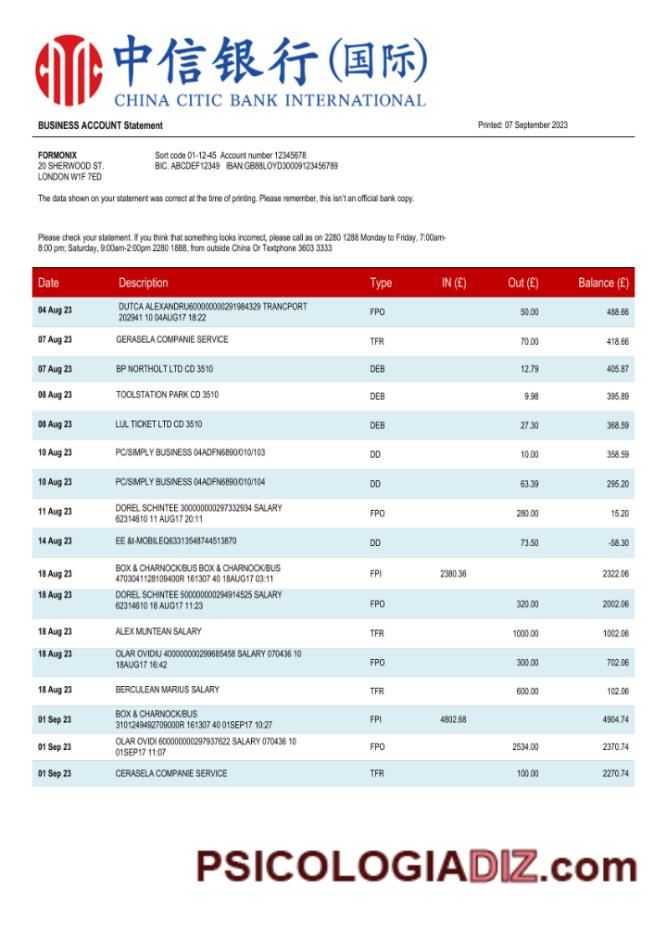 中信银行(国际)
CHINA CITIC BANK INTERNATIONAL
BUSINESS ACCOUNT Statement Printed: 07 September 2023
FORMONIX Sort code 01-12-45 Account number 12345678
20 SHERWOOD ST. BIC. ABCDEF12349 IBAN:GB88LOYD30009123456789
LONDON W1F 7ED
The data shown on your statement was correct at the time of printing. Please remember, this isn't an official bank copy.
Please check your statement. If you think that something looks incorrect, please call as on 2280 1288 Monday to Friday, 7:00am-
8:00 pm; Saturday, 9:00am-2:00pm 2280 1888, from outside China Or Textphone 3603 3333
Date Description Type IN (£) Out (£) Balance (£)
04 Aug 23 DUTCA ALEXANDRU600000000291984329 TRANCPORT
202941 10 04AUG17 18:22 FPO 50.00 488.66
07 Aug 23 GERASELA COMPANIE SERVICE TFR 70.00 418.66
07 Aug 23 BP NORTHOLT LTD CD 3510 DEB 12.79 405.87
08 Aug 23 TOOLSTATION PARK CD 3510 DEB 9.98 395.89
08 Aug 23 LUL TICKET LTD CD 3510 DEB 27.30 368.59
10 Aug 23 PC/SIMPLY BUSINESS 04ADFN6890/010/103 DD 10.00 358.59
10 Aug 23 PC/SIMPLY BUSINESS 04ADFN6890/010/104 DD 63.39 295.20
11 Aug 23 DOREL SCHINTEE 300000000297332934 SALARY
62314610 11 AUG17 20:11 FPO 280.00 15.20
14 Aug 23 EE &t-MOBILEQ63313548744513870 DD 73.50 -58.30
18 Aug 23 BOX & CHARNOCK/BUS BOX & CHARNOCK/BUS
4703041128109400R 161307 40 18AUG17 03:11 FPI 2380.36 2322.06
18 Aug 23 DOREL SCHINTEE 500000000294914525 SALARY
62314610 18 AUG17 11:23 FPO 320.00 2002.06
18 Aug 23 ALEX MUNTEAN SALARY TFR 1000.00 1002.06
18 Aug 23 OLAR OVIDIU 400000000299685458 SALARY 070436 10
18AUG17 16:42 FPO 300.00 702.06
18 Aug 23 BERCULEAN MARIUS SALARY TFR 600.00 102.06
01 Sep 23 BOX & CHARNOCK/BUS
3101249492709000R 161307 40 01SEP17 10:27 FPI 4802.68 4904.74
01 Sep 23 OLAR OVIDI 600000000297937622 SALARY 070436 10
01SEP17 11:07 FPO 2534.00 2370.74
01 Sep 23 CERASELA COMPANIE SERVICE TFR 100.00 2270.74
PSICOLOGIADIZ.com